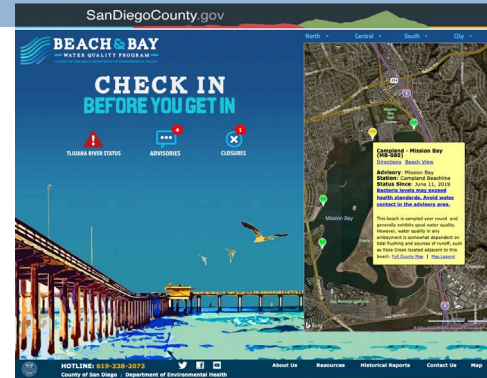 SanDiegoCounty.gov
North
Central
South
City
BEACH & BAY
WATER QUALITY PROGRAM
CHECK IN
BEFORE YOU GET IN
4
1
TIJUANA RIVER STATUS
ADVISORIES
CLOSURES
Campland - Mission Bay
(MB-080)
Directions Beach View
Advisory: Mission Bay
Station: Campland Beachline
Status Since: June 11, 2019
Bacteria levels may exceed
health standards. Avoid water
contact in the advisory area.
This beach is sampled year round and
generally exhibits good water quality.
However, water quality in any
embayment is somewhat dependent on
tidal flushing and sources of runoff, such
as Rose Creek located adjacent to this
beach. Full County Map | Map Legend
Mission Bay
bing
HOTLINE: 619-338-2073
County of San Diego | Department of Environmental Health
About Us
Resources
Historical Reports
Contact Us
Map